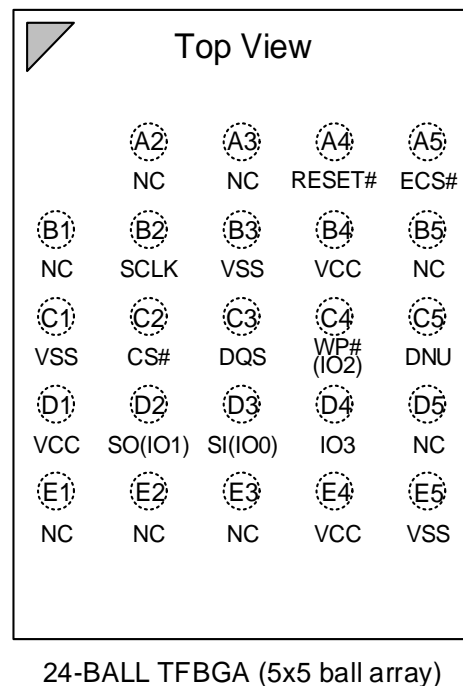 Top View
A2 A3 A4 A5
NC NC RESET# ECS#
B1 B2 B3 B4 B5
NC SCLK VSS VCC NC
C1 C2 C3 C4 C5
VSS CS# DQS WP# (IO2) DNU
D1 D2 D3 D4 D5
VCC SO(IO1) SI(IO0) IO3 NC
E1 E2 E3 E4 E5
NC NC NC VCC VSS
24-BALL TFBGA (5x5 ball array)